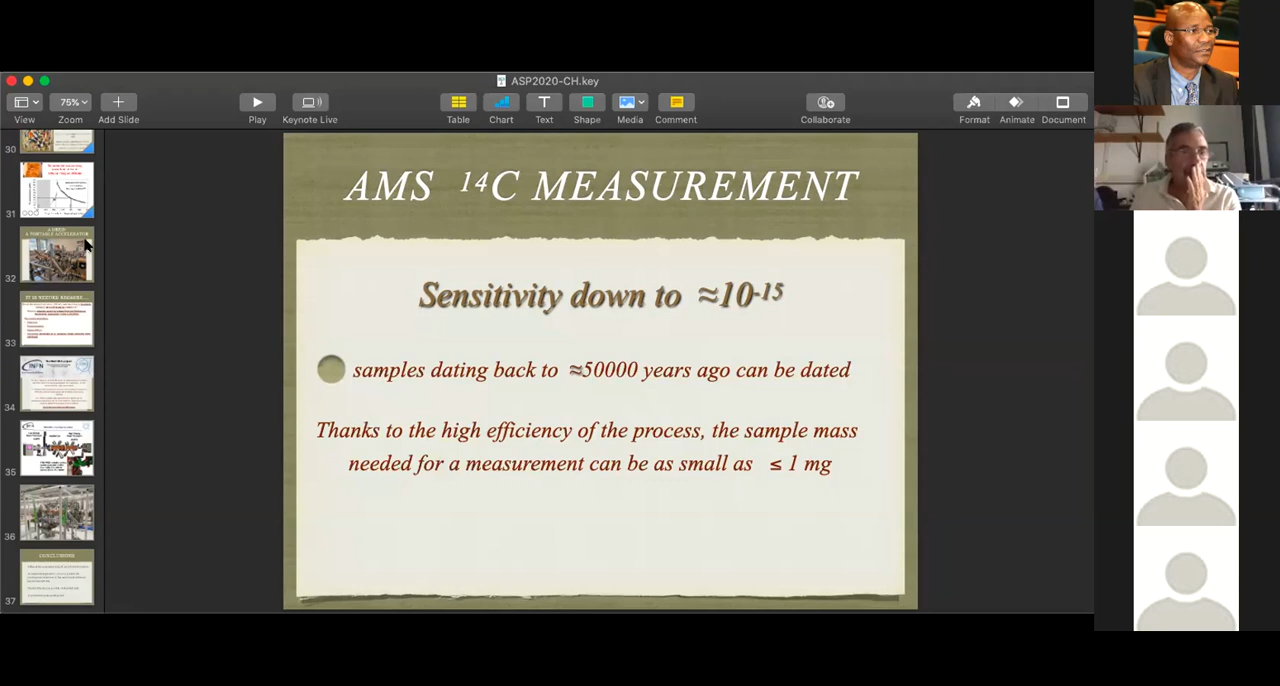 ASP2020-CH.key
View
75%
Zoom
Add Slide
Play
Keynote Live
Table
Chart
Text
Shape
Media
Comment
Collaborate
Format
Animate
Document
30
31
32
33
34
35
36
37
A PORTABLE ACCELERATOR
CONCLUSIONS
AMS ¹⁴C MEASUREMENT
Sensitivity down to ≈10⁻¹⁵
samples dating back to ≈50000 years ago can be dated
Thanks to the high efficiency of the process, the sample mass
needed for a measurement can be as small as ≤ 1 mg